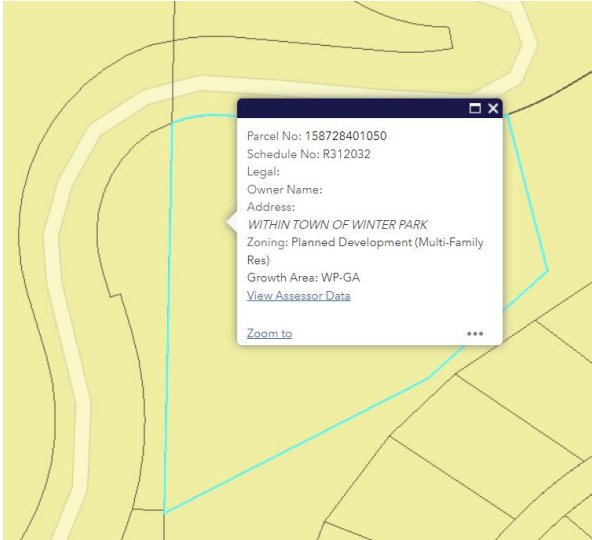 Parcel No: 158728401050
Schedule No: R312032
Legal:
Owner Name:
Address:
WITHIN TOWN OF WINTER PARK
Zoning: Planned Development (Multi-Family
Res)
Growth Area: WP-GA
View Assessor Data
Zoom to